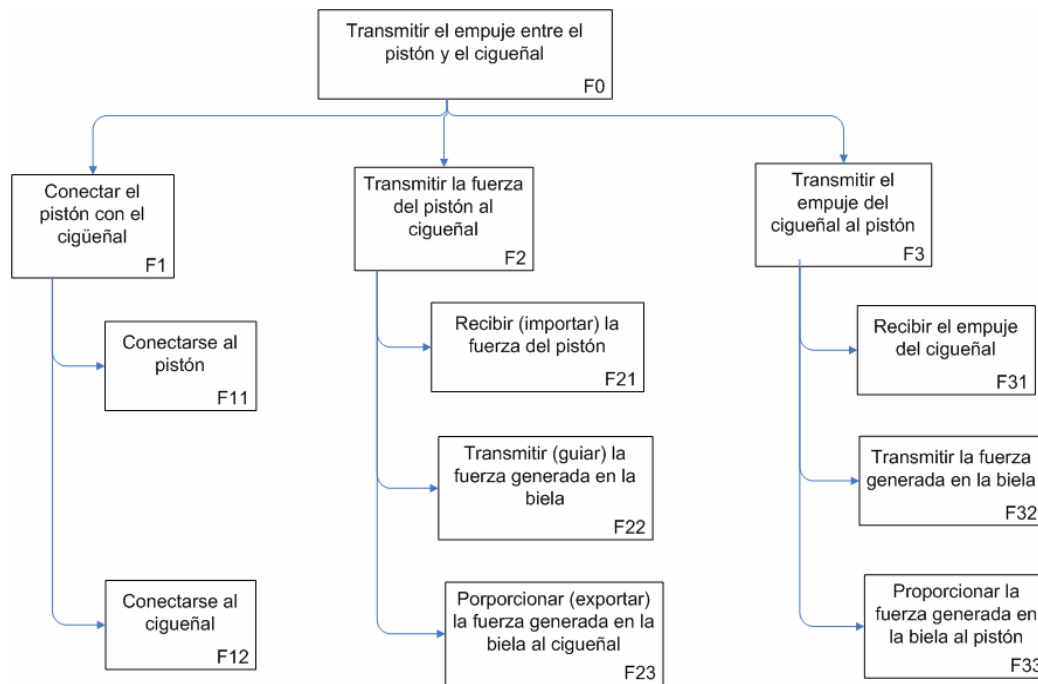 Transmitir el empuje entre el
pistón y el cigueñal
F0
Conectar el
pistón con el
cigüeñal
F1
Transmitir la fuerza
del pistón al
cigueñal
F2
Transmitir el
empuje del
cigueñal al pistón
F3
Conectarse al
pistón
F11
Conectarse al
cigueñal
F12
Recibir (importar) la
fuerza del pistón
F21
Transmitir (guiar) la
fuerza generada en la
biela
F22
Porporcionar (exportar)
la fuerza generada en la
biela al cigueñal
F23
Recibir el empuje
del cigueñal
F31
Transmitir la fuerza
generada en la biela
F32
Proporcionar la
fuerza generada en
la biela al pistón
F33